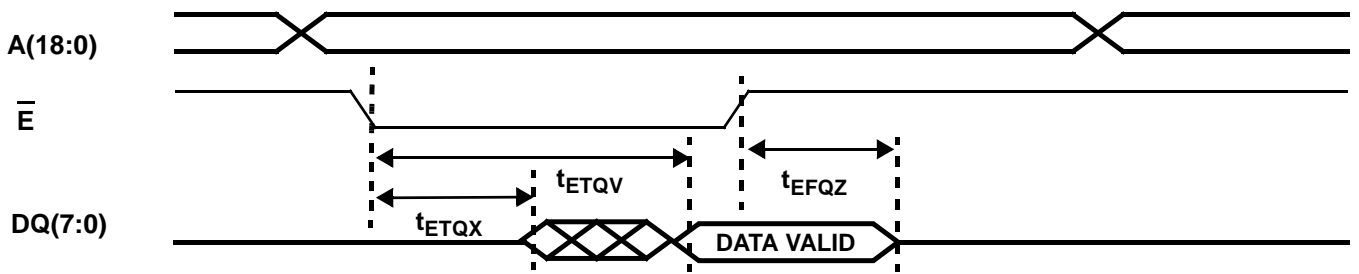 A(18:0)
E
tETQV
tEFQZ
tETQX
DQ(7:0)
DATA VALID